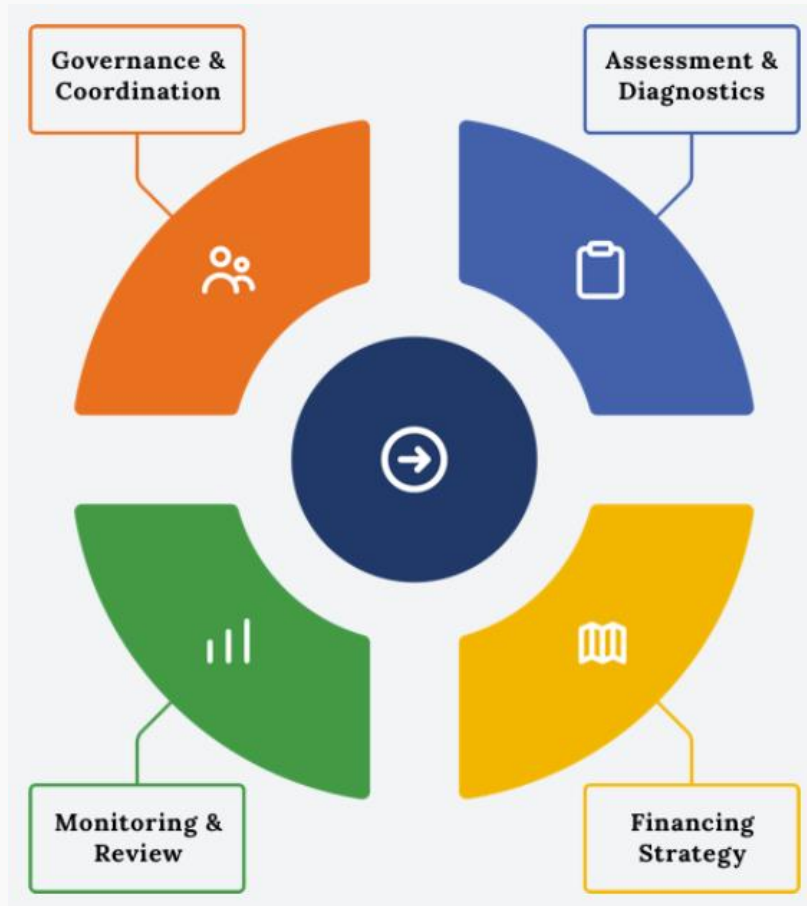 Governance &
Coordination
Assessment &
Diagnostics
Monitoring &
Review
Financing
Strategy